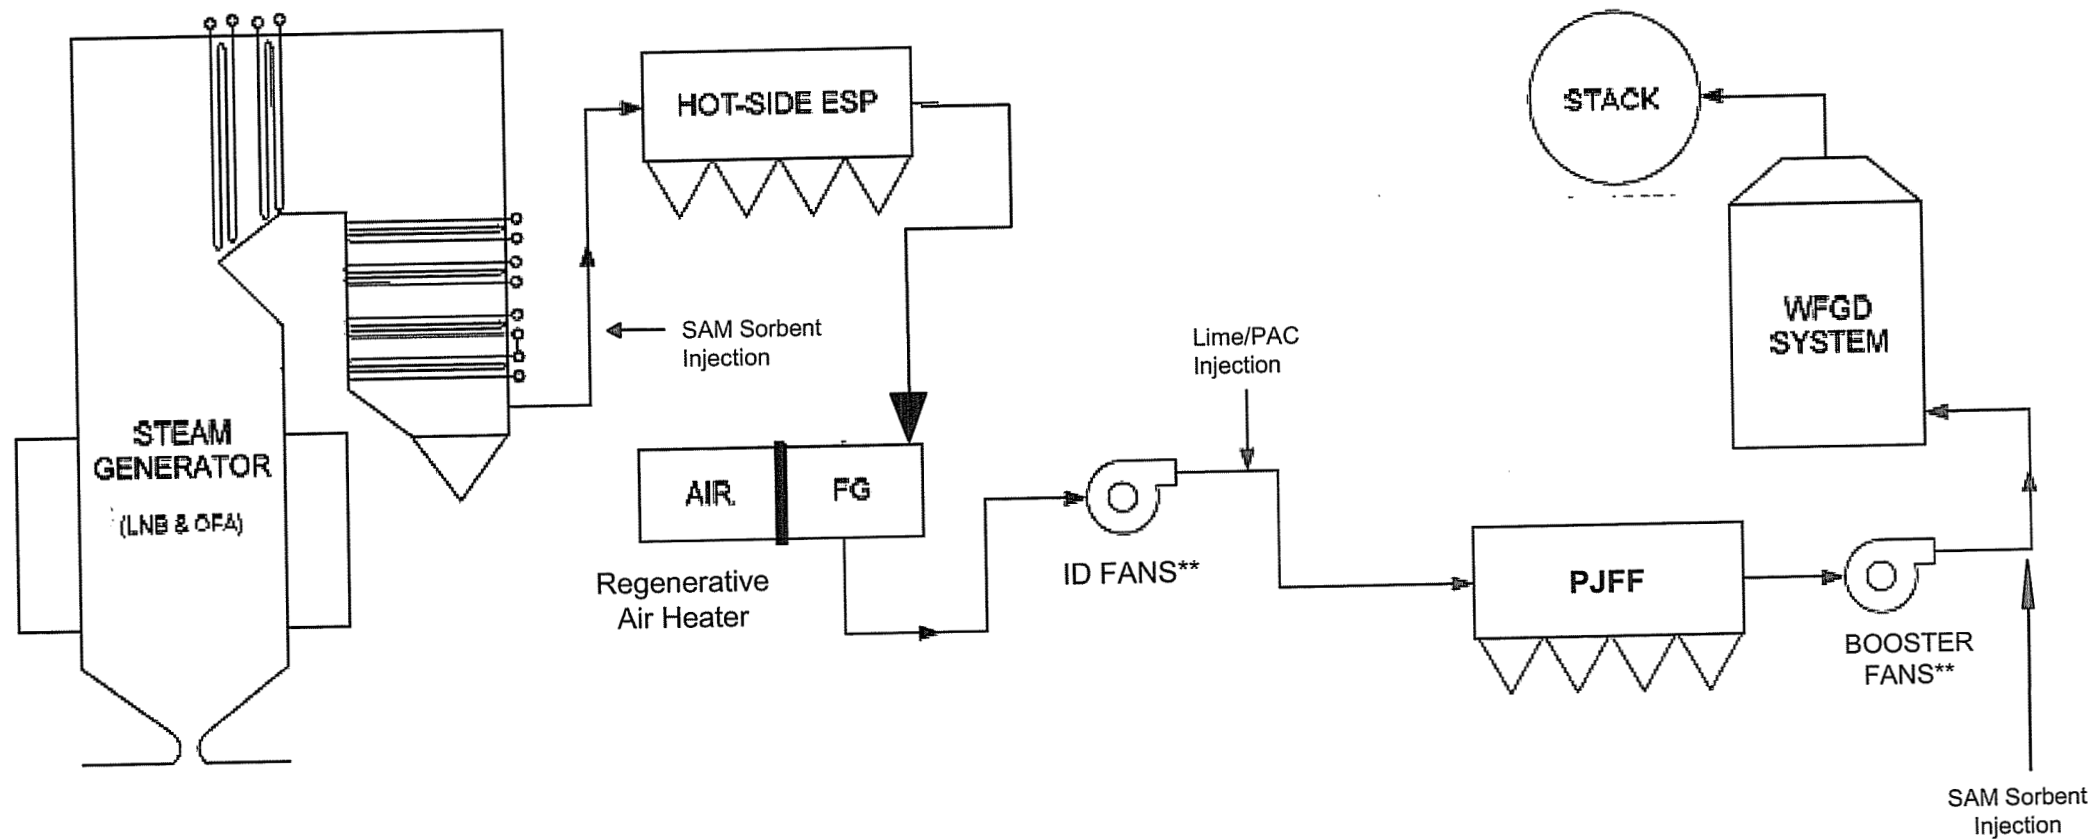 HOT-SIDE ESP
STACK
SAM Sorbent
Injection
Lime/PAC
Injection
WFGD
SYSTEM
STEAM
GENERATOR
(LNB & OFA)
AIR
FG
Regenerative
Air Heater
ID FANS**
PJFF
BOOSTER
FANS**
SAM Sorbent
Injection